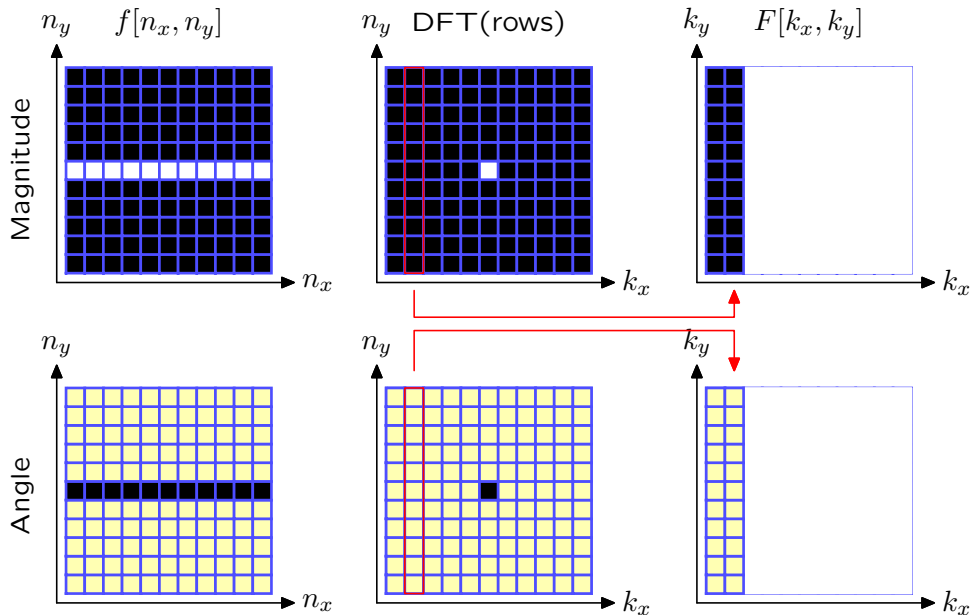 n_y f[n_x, n_y] n_y DFT(rows) k_y F[k_x, k_y]
Magnitude
n_x k_x k_x
n_y n_y k_y
Angle
n_x k_x k_x